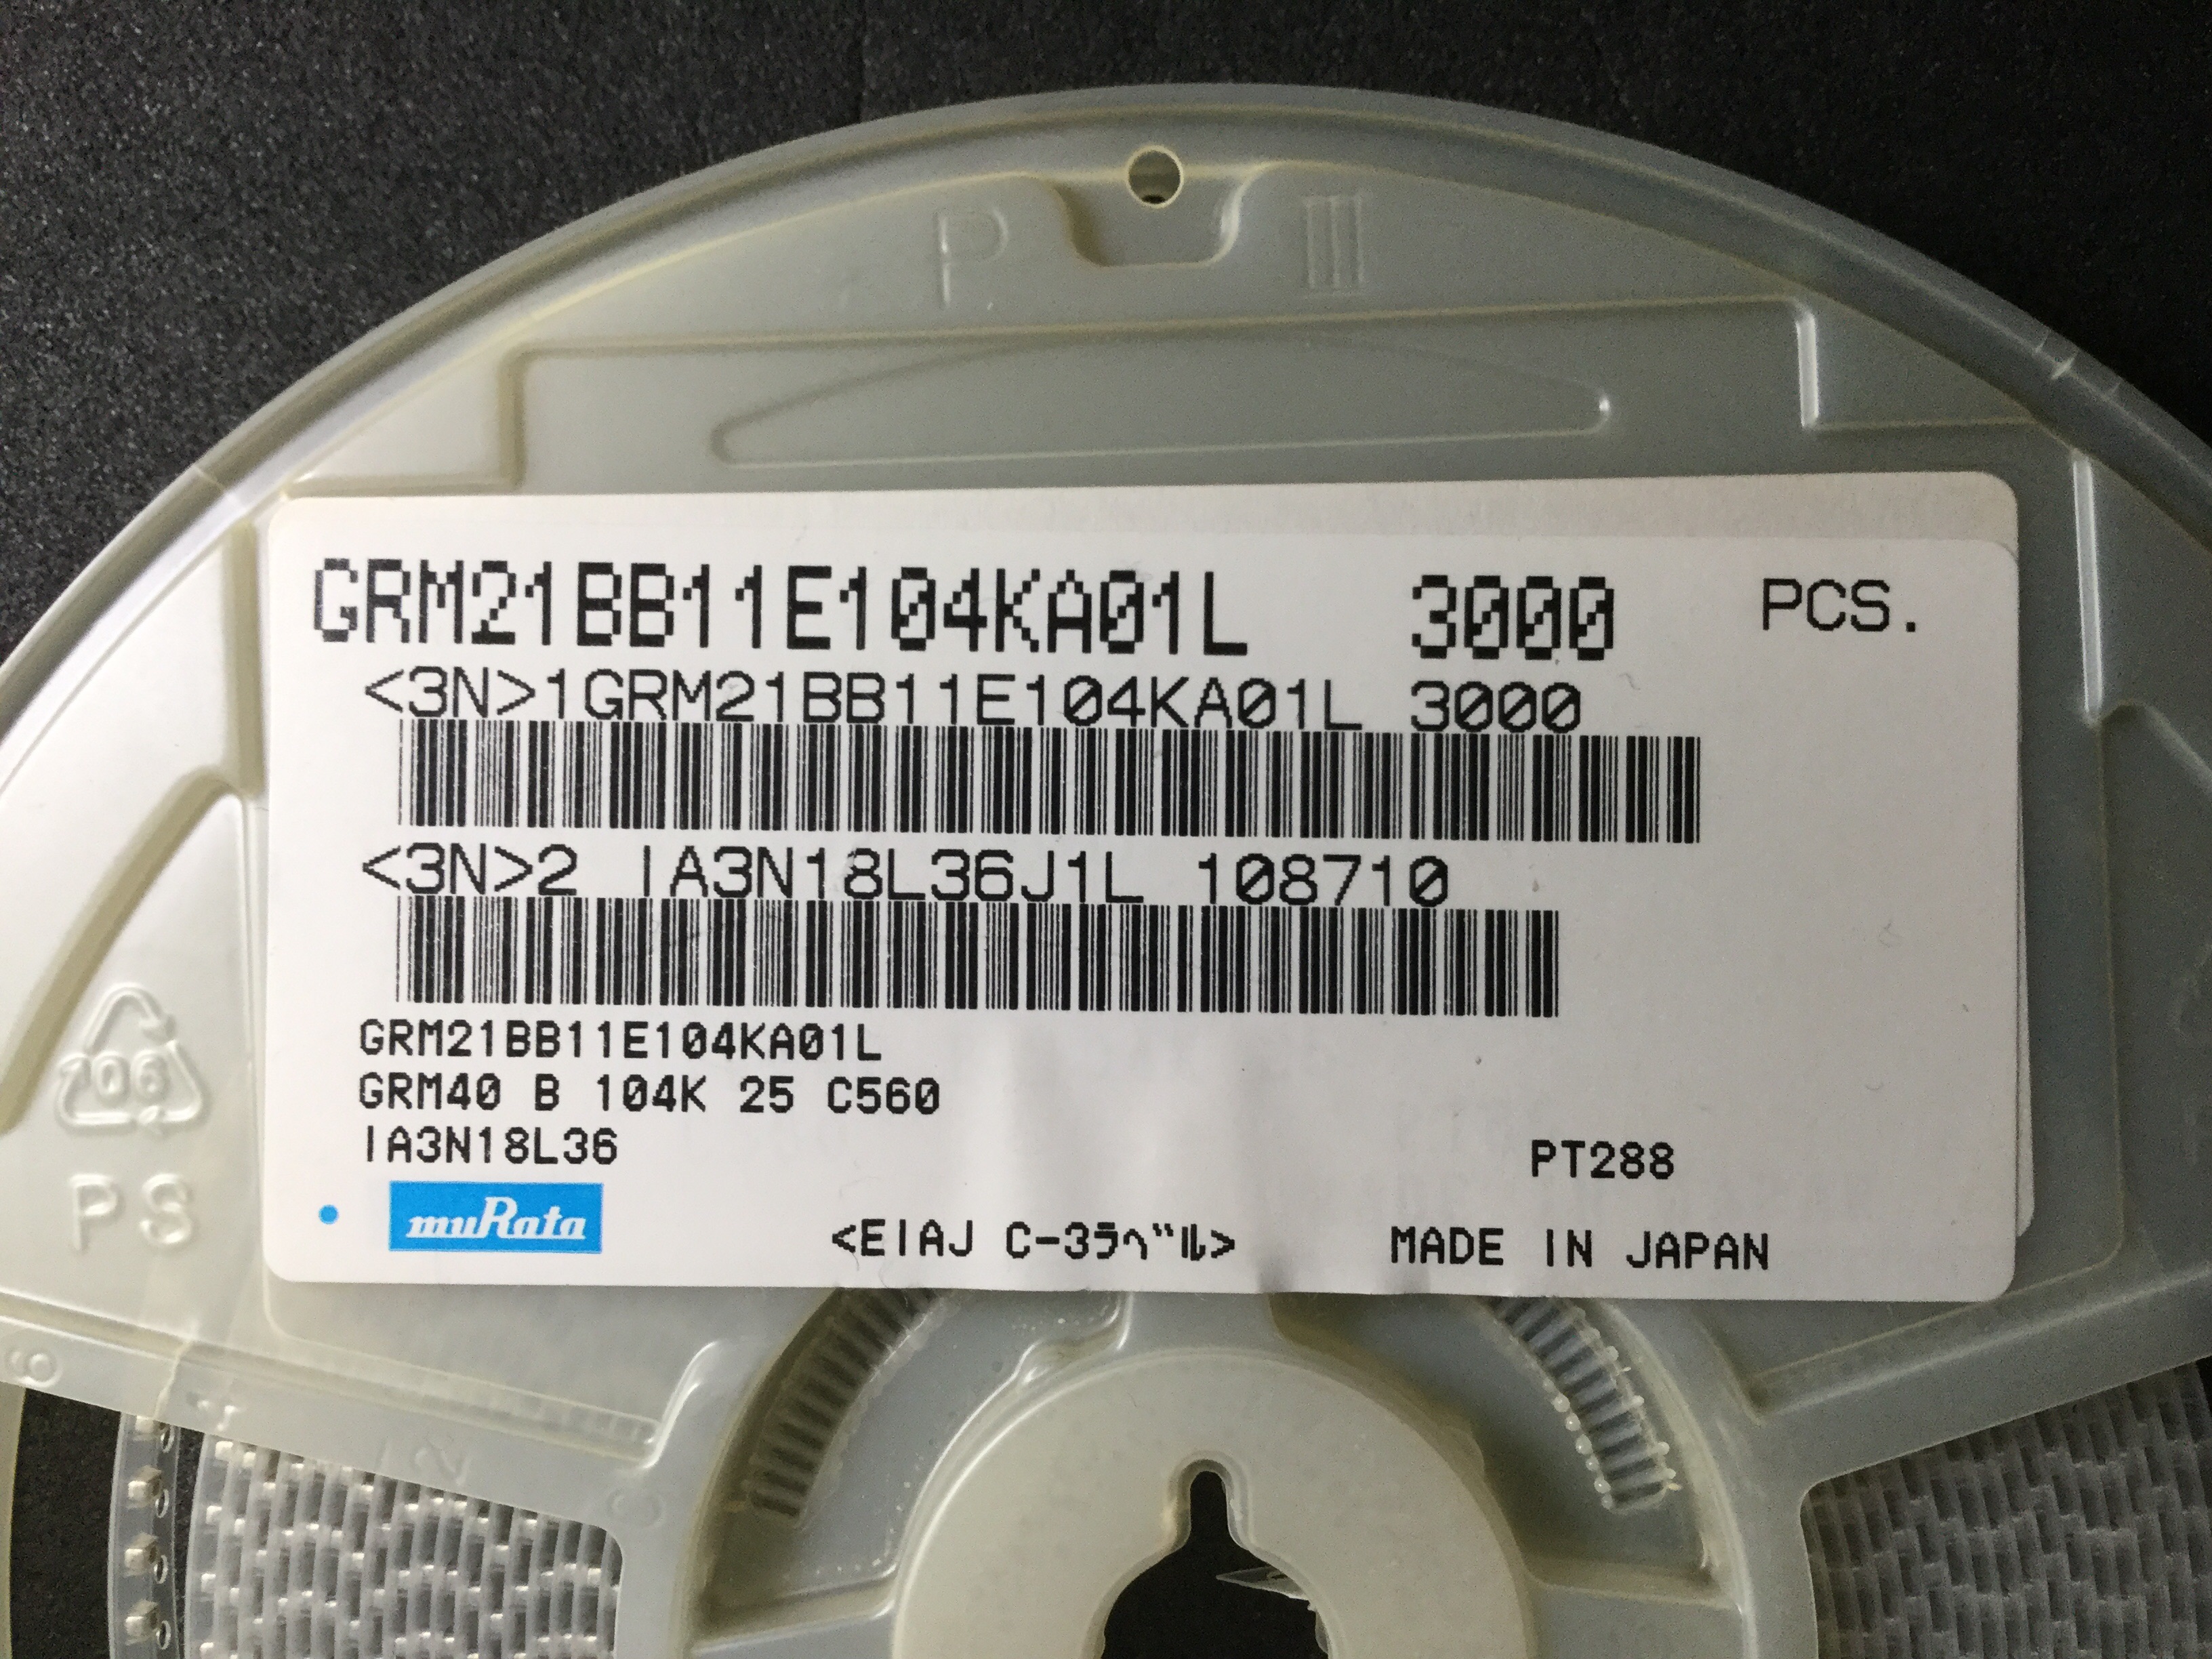 P III
GRM21BB11E104KA01L 3000 PCS.
<3N>1GRM21BB11E104KA01L 3000
<3N>2 IA3N18L36J1L 108710
GRM21BB11E104KA01L
GRM40 B 104K 25 C560
IA3N18L36
PT288
muRata
<EIAJ C-3ラベル>
MADE IN JAPAN
06
PS